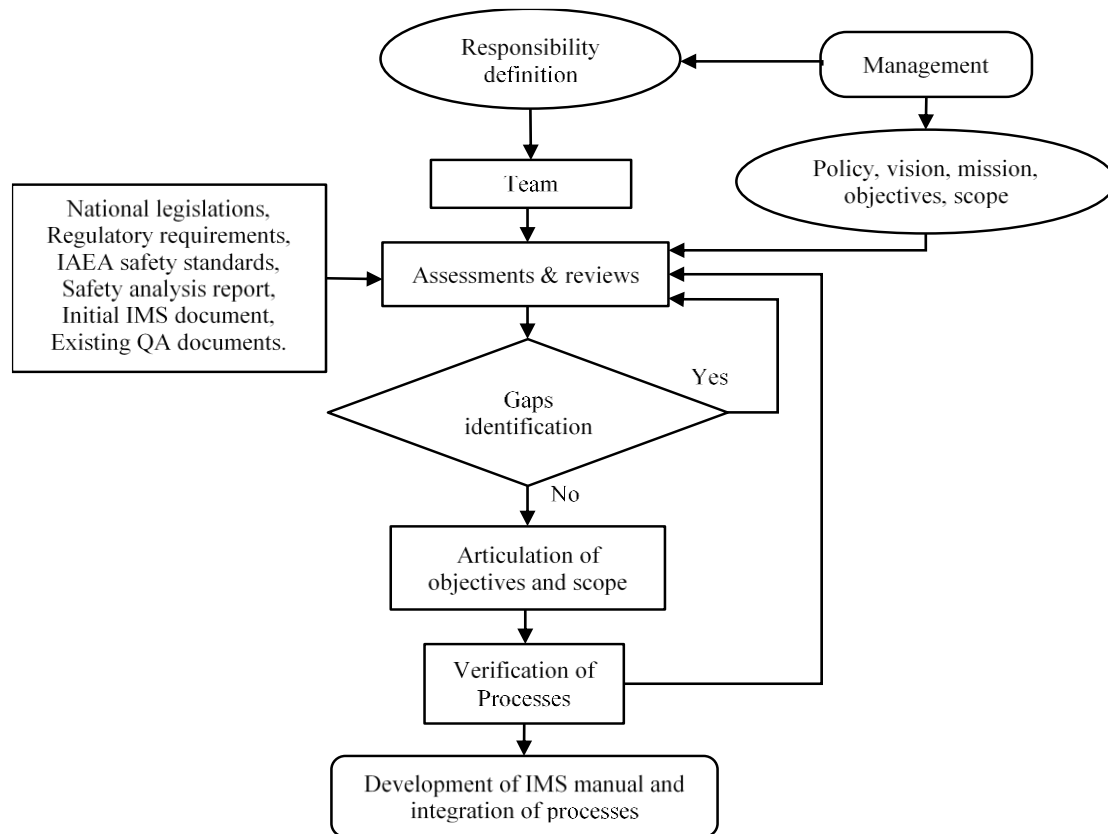 Responsibility
definition
Management
Policy, vision, mission,
objectives, scope
Team
National legislations,
Regulatory requirements,
IAEA safety standards,
Safety analysis report,
Initial IMS document,
Existing QA documents.
Assessments & reviews
Yes
Gaps
identification
No
Articulation of
objectives and scope
Verification of
Processes
Development of IMS manual and
integration of processes